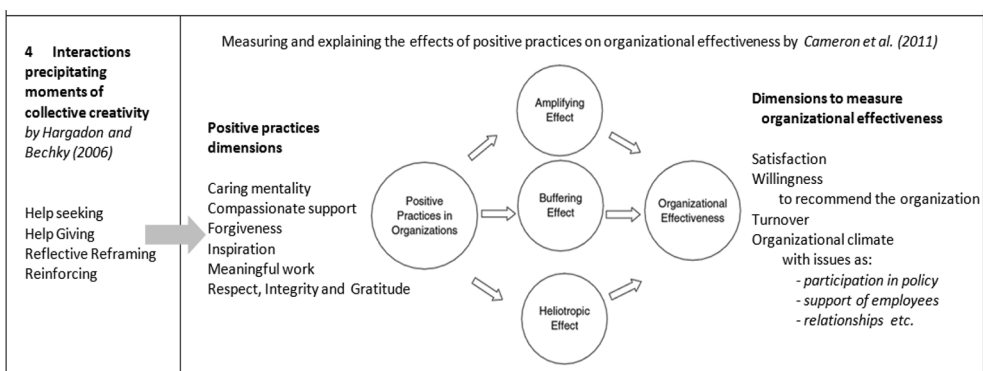 4 Interactions
precipitating
moments of
collective creativity
by Hargadon and
Bechky (2006)
Help seeking
Help Giving
Reflective Reframing
Reinforcing
Measuring and explaining the effects of positive practices on organizational effectiveness by Cameron et al. (2011)
Positive practices
dimensions
Caring mentality
Compassionate support
Forgiveness
Inspiration
Meaningful work
Respect, Integrity and Gratitude
Positive
Practices in
Organizations
Amplifying
Effect
Buffering
Effect
Heliotropic
Effect
Organizational
Effectiveness
Dimensions to measure
organizational effectiveness
Satisfaction
Willingness
to recommend the organization
Turnover
Organizational climate
with issues as:
- participation in policy
- support of employees
- relationships etc.